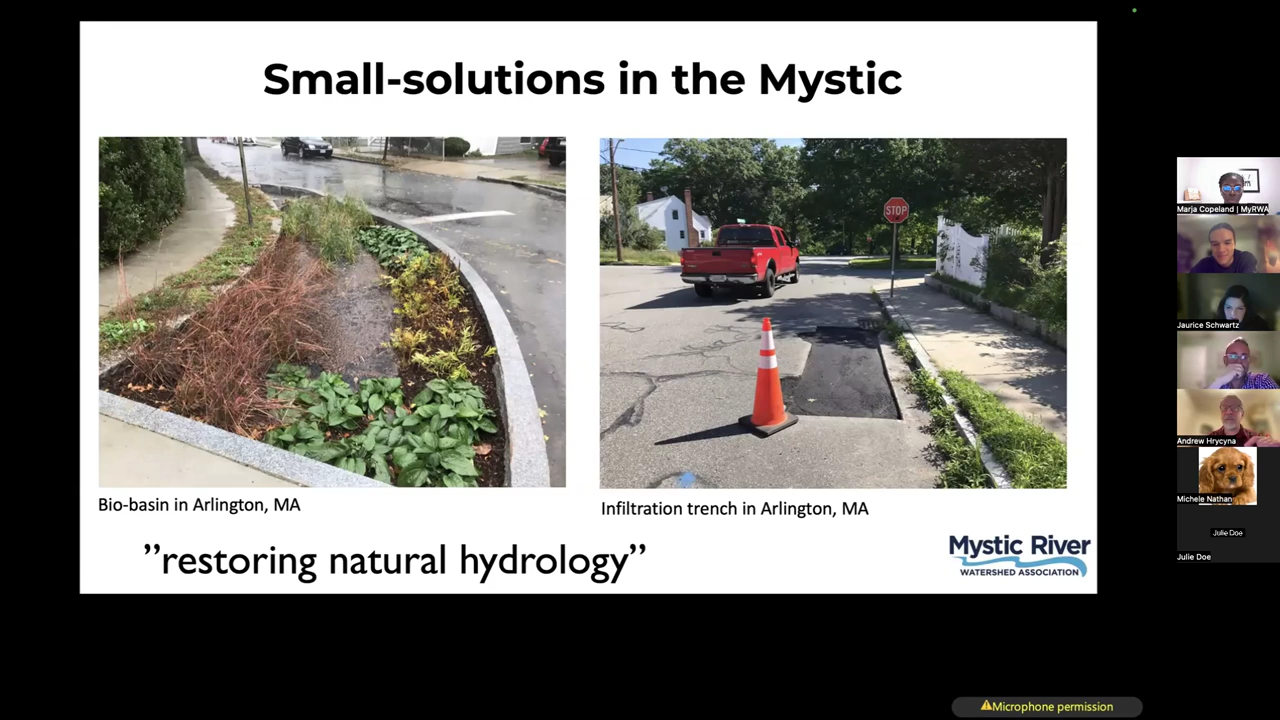 Small-solutions in the Mystic
STOP
Bio-basin in Arlington, MA
Infiltration trench in Arlington, MA
”restoring natural hydrology”
Mystic River
WATERSHED ASSOCIATION
Marja Copeland | MyRWA
Jaurice Schwartz
Andrew Hrycyna
Michele Nathan
Julie Doe
Julie Doe
Microphone permission